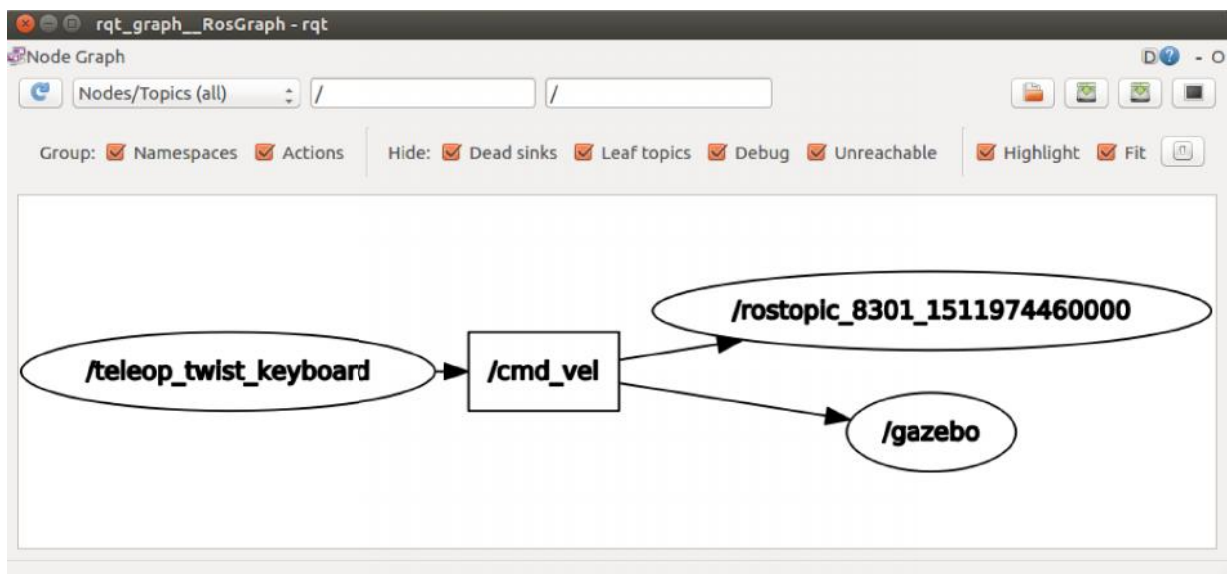 rqt_graph__RosGraph - rqt
Node Graph
D - O
Nodes/Topics (all) / /
Group: Namespaces Actions Hide: Dead sinks Leaf topics Debug Unreachable Highlight Fit
/rostopic_8301_1511974460000
/teleop_twist_keyboard /cmd_vel
/gazebo